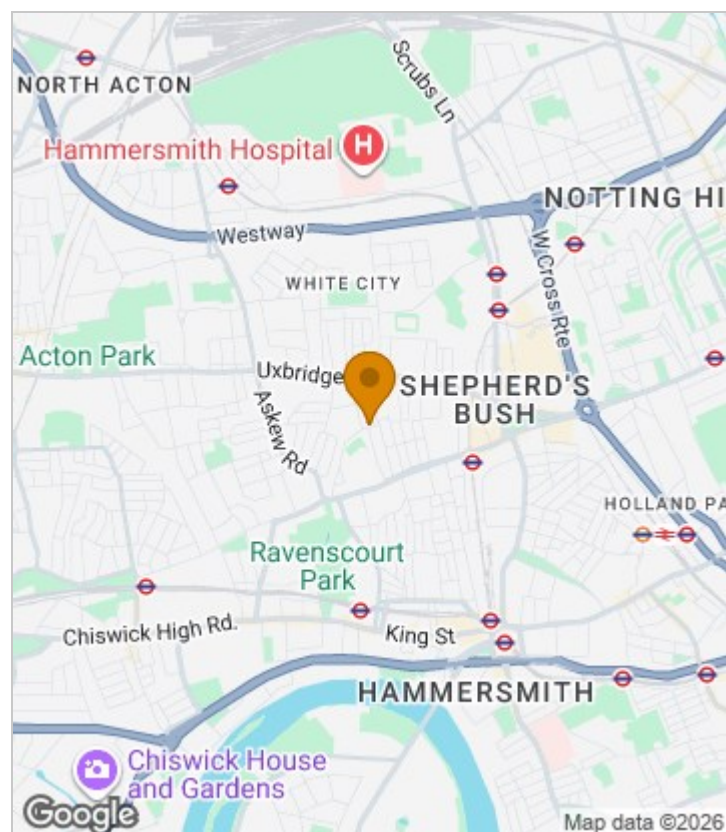 Scrubs Ln
NORTH ACTON
Hammersmith Hospital
H
NOTTING HI
Westway
W Cross Rte
WHITE CITY
Acton Park
Uxbridge
SHEPHERD'S
BUSH
Askew Rd
HOLLAND PA
Ravenscourt
Park
Chiswick High Rd.
King St
HAMMERSMITH
Chiswick House
and Gardens
Google
Map data ©2026